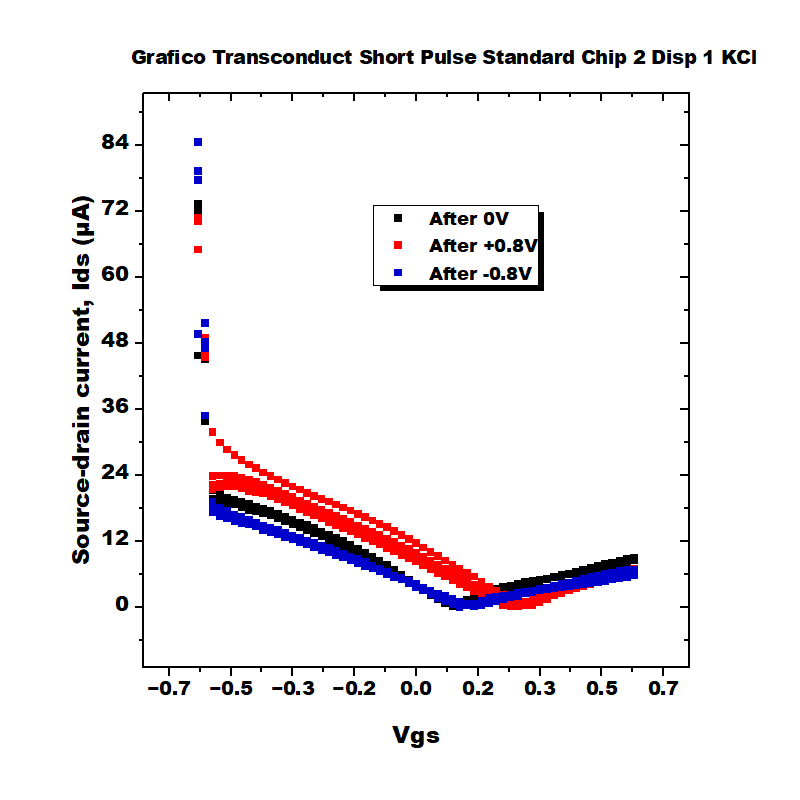 Grafico Transconduct Short Pulse Standard Chip 2 Disp 1 KCl
84
72
60
48
36
24
12
0
Source-drain current, Ids (µA)
After 0V
After +0.8V
After -0.8V
−0.7 −0.5 −0.3 −0.2 0.0 0.2 0.3 0.5 0.7
Vgs